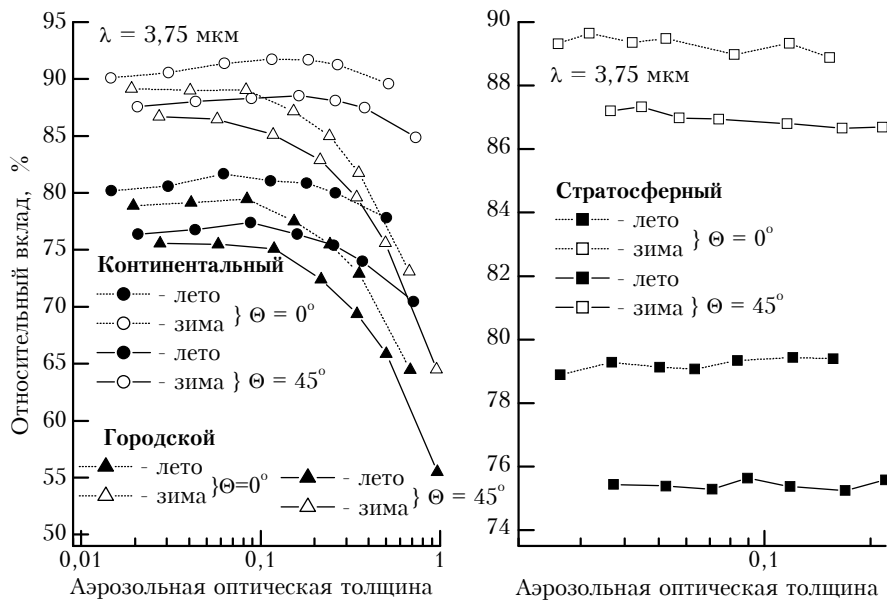 λ = 3,75 мкм
95
90
85
80
75
70
65
60
55
50
Относительный вклад, %
Континентальный
- лето
- зима } Θ = 0°
- лето
- зима } Θ = 45°
Городской
- лето
- зима }Θ=0°
- лето
- зима } Θ = 45°
0,01 0,1 1
Аэрозольная оптическая толщина
90
88
86
84
82
80
78
76
74
λ = 3,75 мкм
Стратосферный
- лето
- зима } Θ = 0°
- лето
- зима } Θ = 45°
0,1
Аэрозольная оптическая толщина